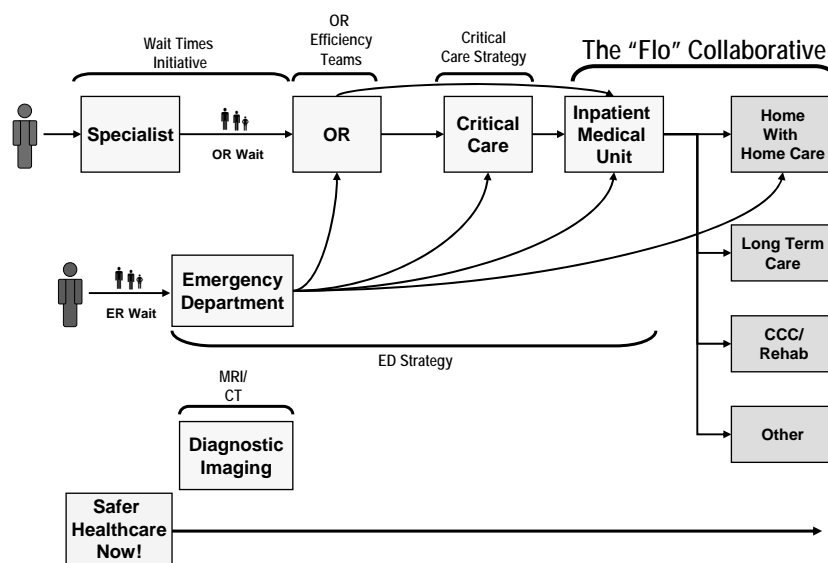 Wait Times
Initiative
OR
Efficiency
Teams
Critical
Care Strategy
The “Flo” Collaborative
Specialist
OR Wait
OR
Critical
Care
Inpatient
Medical
Unit
Home
With
Home Care
Long Term
Care
Emergency
Department
ER Wait
CCC/
Rehab
ED Strategy
MRI/
CT
Other
Diagnostic
Imaging
Safer
Healthcare
Now!